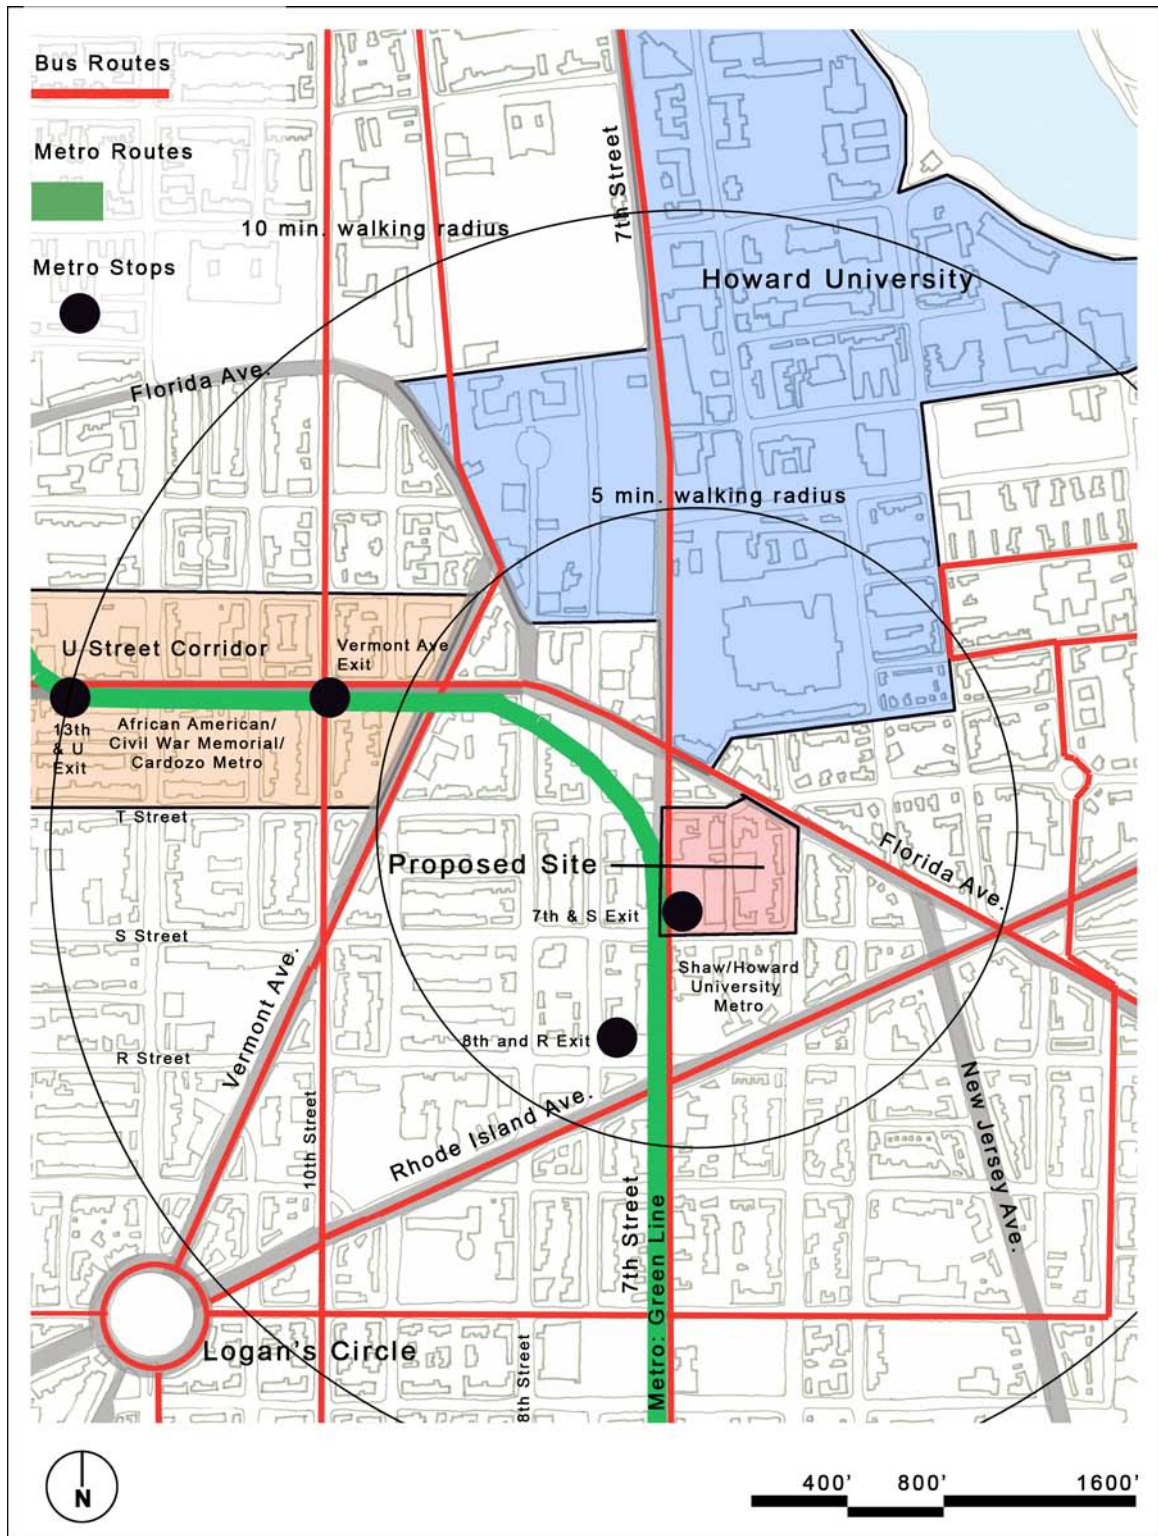 Bus Routes
Metro Routes
10 min. walking radius
Metro Stops
7th Street
Howard University
Florida Ave.
5 min. walking radius
U Street Corridor
Vermont Ave
Exit
13th
& U
Exit
African American/
Civil War Memorial/
Cardozo Metro
T Street
Proposed Site
Florida Ave.
7th & S Exit
S Street
Shaw/Howard
University
Metro
Vermont Ave.
8th and R Exit
R Street
10th Street
Rhode Island Ave.
New Jersey Ave.
7th Street
Metro: Green Line
Logan's Circle
8th Street
N
400' 800' 1600'